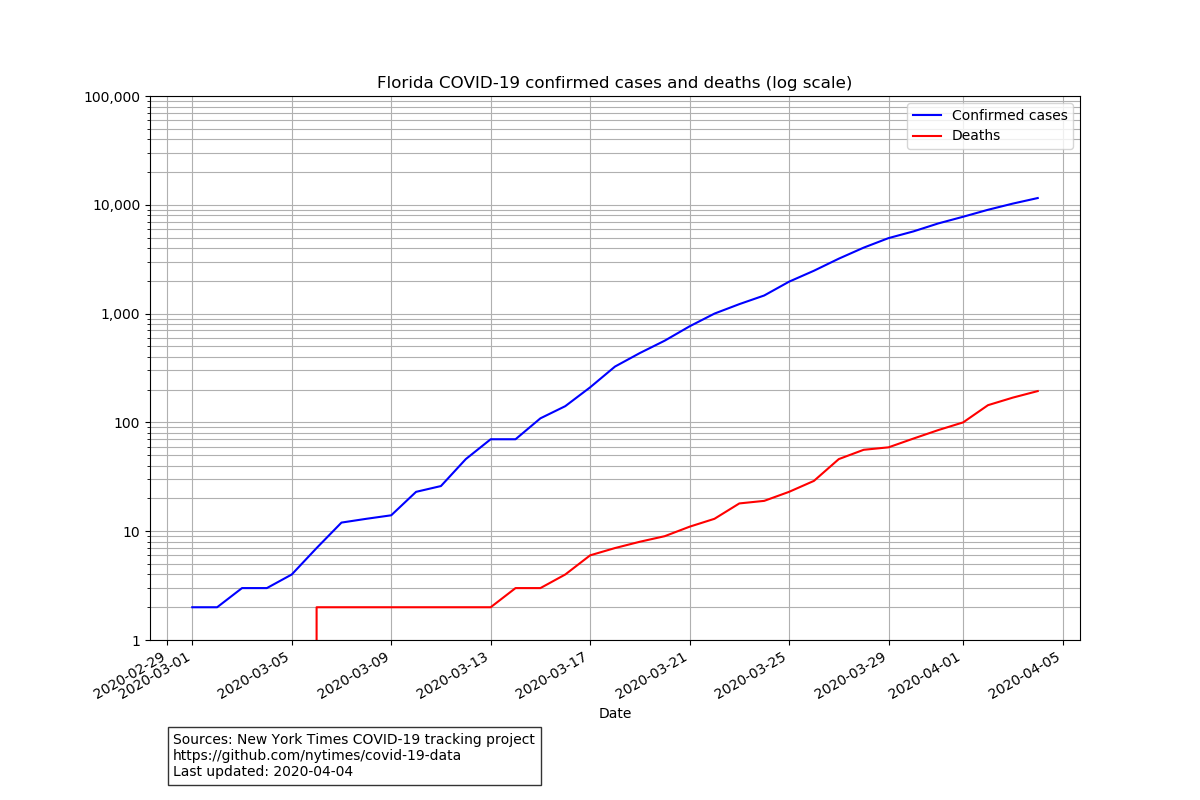 Florida COVID-19 confirmed cases and deaths (log scale)
100,000
10,000
1,000
100
10
1
Confirmed cases
Deaths
2020-02-29
2020-03-01
2020-03-05
2020-03-09
2020-03-13
2020-03-17
2020-03-21
2020-03-25
2020-03-29
2020-04-01
2020-04-05
Date
Sources: New York Times COVID-19 tracking project
https://github.com/nytimes/covid-19-data
Last updated: 2020-04-04